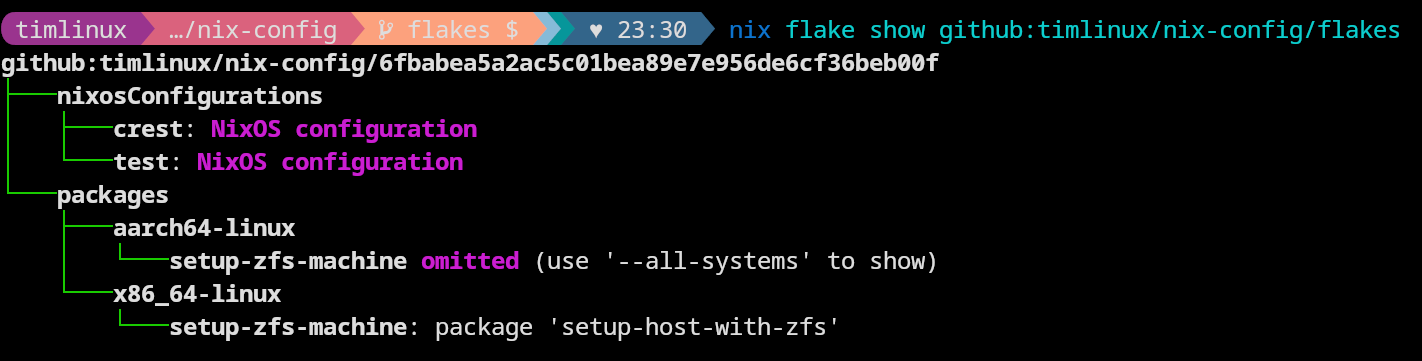 timlinux …/nix-config flakes $ ♥ 23:30 nix flake show github:timlinux/nix-config/flakes
github:timlinux/nix-config/6fbabea5a2ac5c01bea89e7e956de6cf36beb00f
├───nixosConfigurations
│   ├───crest: NixOS configuration
│   └───test: NixOS configuration
└───packages
    ├───aarch64-linux
    │   └───setup-zfs-machine omitted (use '--all-systems' to show)
    └───x86_64-linux
        └───setup-zfs-machine: package 'setup-host-with-zfs'